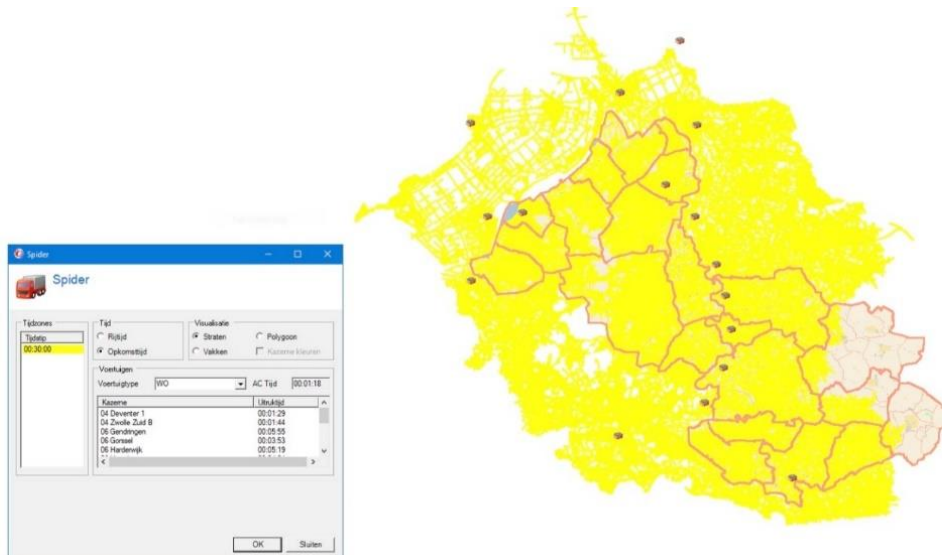 Spider
Spider
Tijdzones
Tijdstip
00:30:00
Tijd
Rijtijd
Opkomsttijd
Visualisatie
Straten
Polygoon
Vakken
Kazerne kleuren
Voertuigen
Voertuigtype WO AC Tijd 00:01:18
Kazerne Uitruktijd
04 Deventer 1 00:01:29
04 Zwolle Zuid B 00:01:44
06 Gendringen 00:05:55
06 Gorssel 00:03:53
06 Harderwijk 00:05:19
OK Sluiten